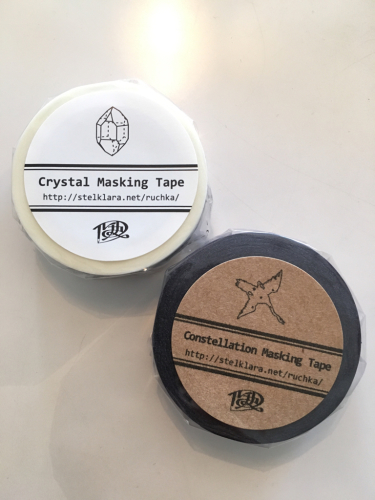 Crystal Masking Tape
http://stelklara.net/ruchka/
Constellation Masking Tape
http://stelklara.net/ruchka/